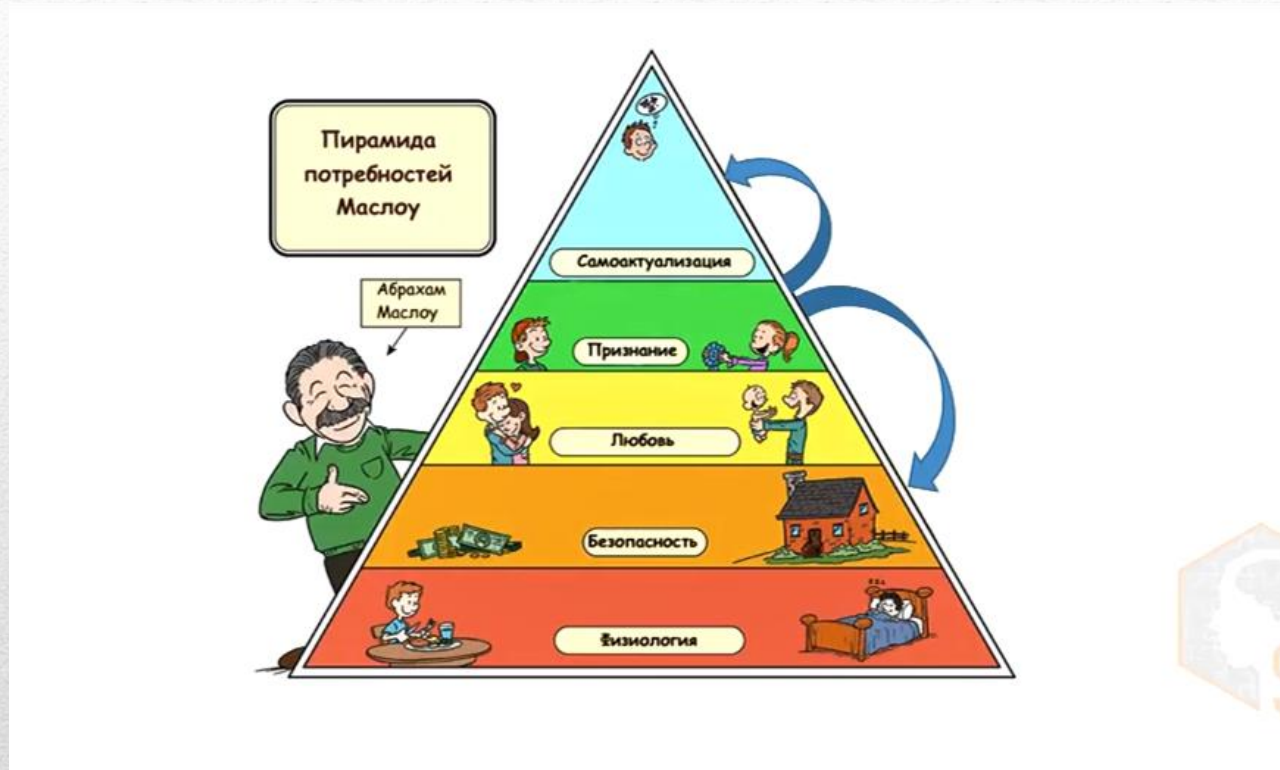 Пирамида
потребностей
Маслоу
Абрахам
Маслоу
Самоактуализация
Признание
Любовь
Безопасность
Физиология